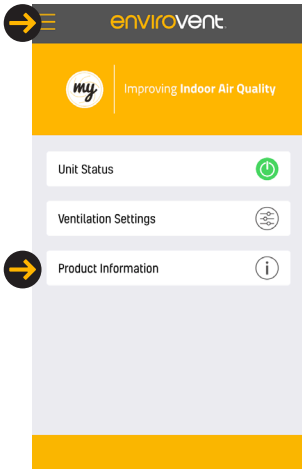 envirovent
my
Improving Indoor Air Quality
Unit Status
Ventilation Settings
Product Information
i